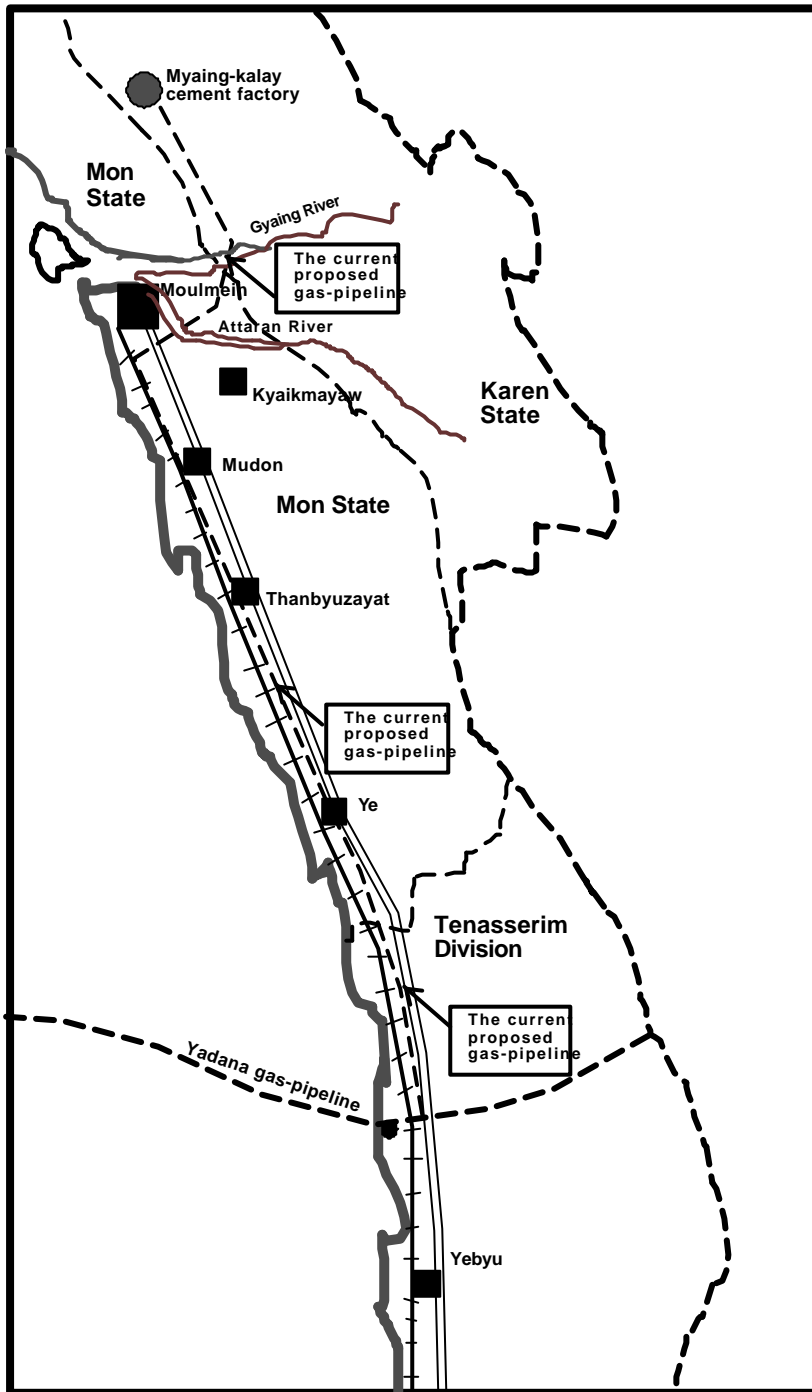 Myaing-kalay
cement factory
Mon
State
Gyaing River
The current
proposed
gas-pipeline
Moulmein
Attaran River
Kyaikmayaw
Karen
State
Mudon
Mon State
Thanbyuzayat
The current
proposed
gas-pipeline
Ye
Tenasserim
Division
The current
proposed
gas-pipeline
Yadana gas-pipeline
Yebyu